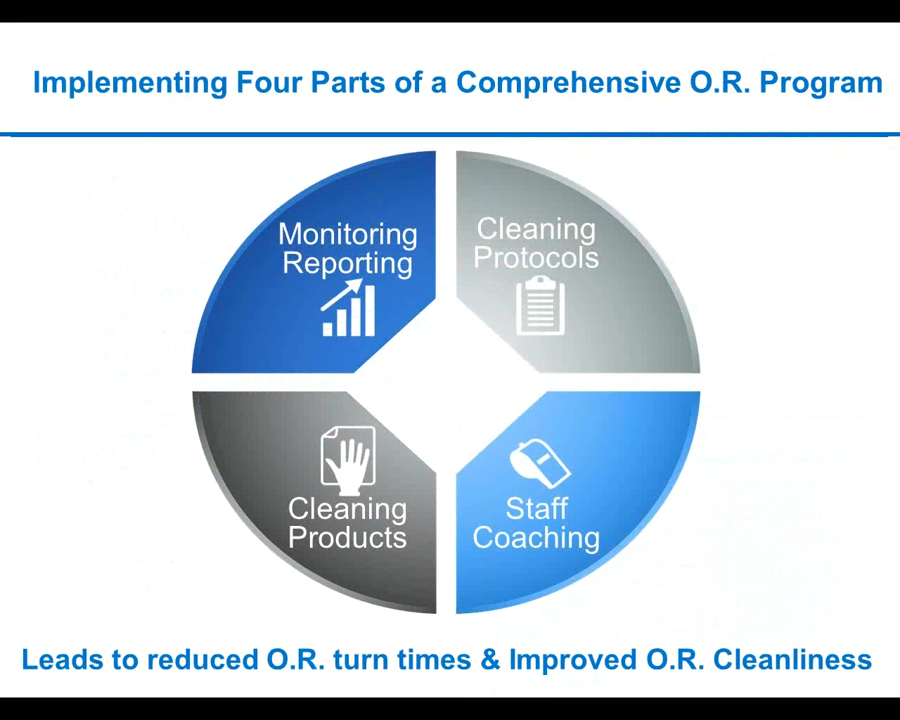 Implementing Four Parts of a Comprehensive O.R. Program
Monitoring
Reporting
Cleaning
Protocols
Cleaning
Products
Staff
Coaching
Leads to reduced O.R. turn times & Improved O.R. Cleanliness